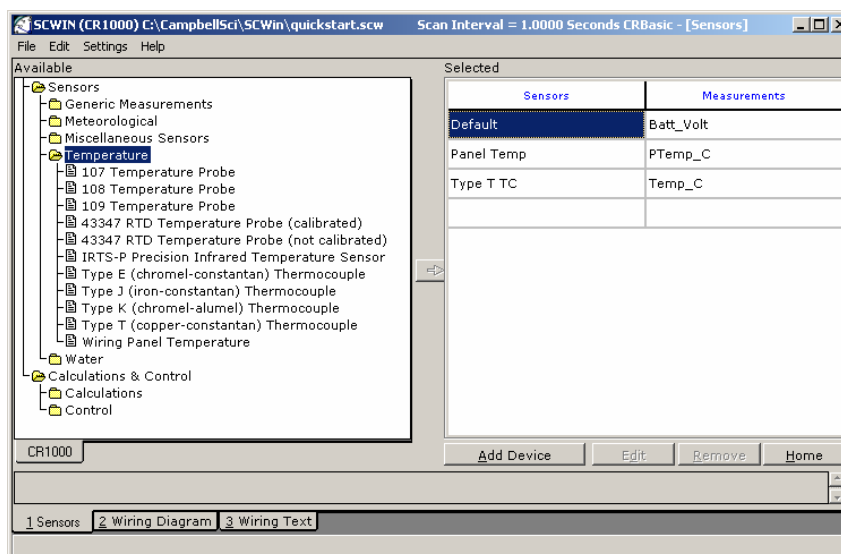 SCWIN (CR1000) C:\CampbellSci\SCWin\quickstart.scw Scan Interval = 1.0000 Seconds CRBasic - [Sensors]
File Edit Settings Help
Available
Sensors
Generic Measurements
Meteorological
Miscellaneous Sensors
Temperature
107 Temperature Probe
108 Temperature Probe
109 Temperature Probe
43347 RTD Temperature Probe (calibrated)
43347 RTD Temperature Probe (not calibrated)
IRTS-P Precision Infrared Temperature Sensor
Type E (chromel-constantan) Thermocouple
Type J (iron-constantan) Thermocouple
Type K (chromel-alumel) Thermocouple
Type T (copper-constantan) Thermocouple
Wiring Panel Temperature
Water
Calculations & Control
Calculations
Control
CR1000
Selected
Sensors Measurements
Default Batt_Volt
Panel Temp PTemp_C
Type T TC Temp_C
Add Device Edit Remove Home
1 Sensors 2 Wiring Diagram 3 Wiring Text